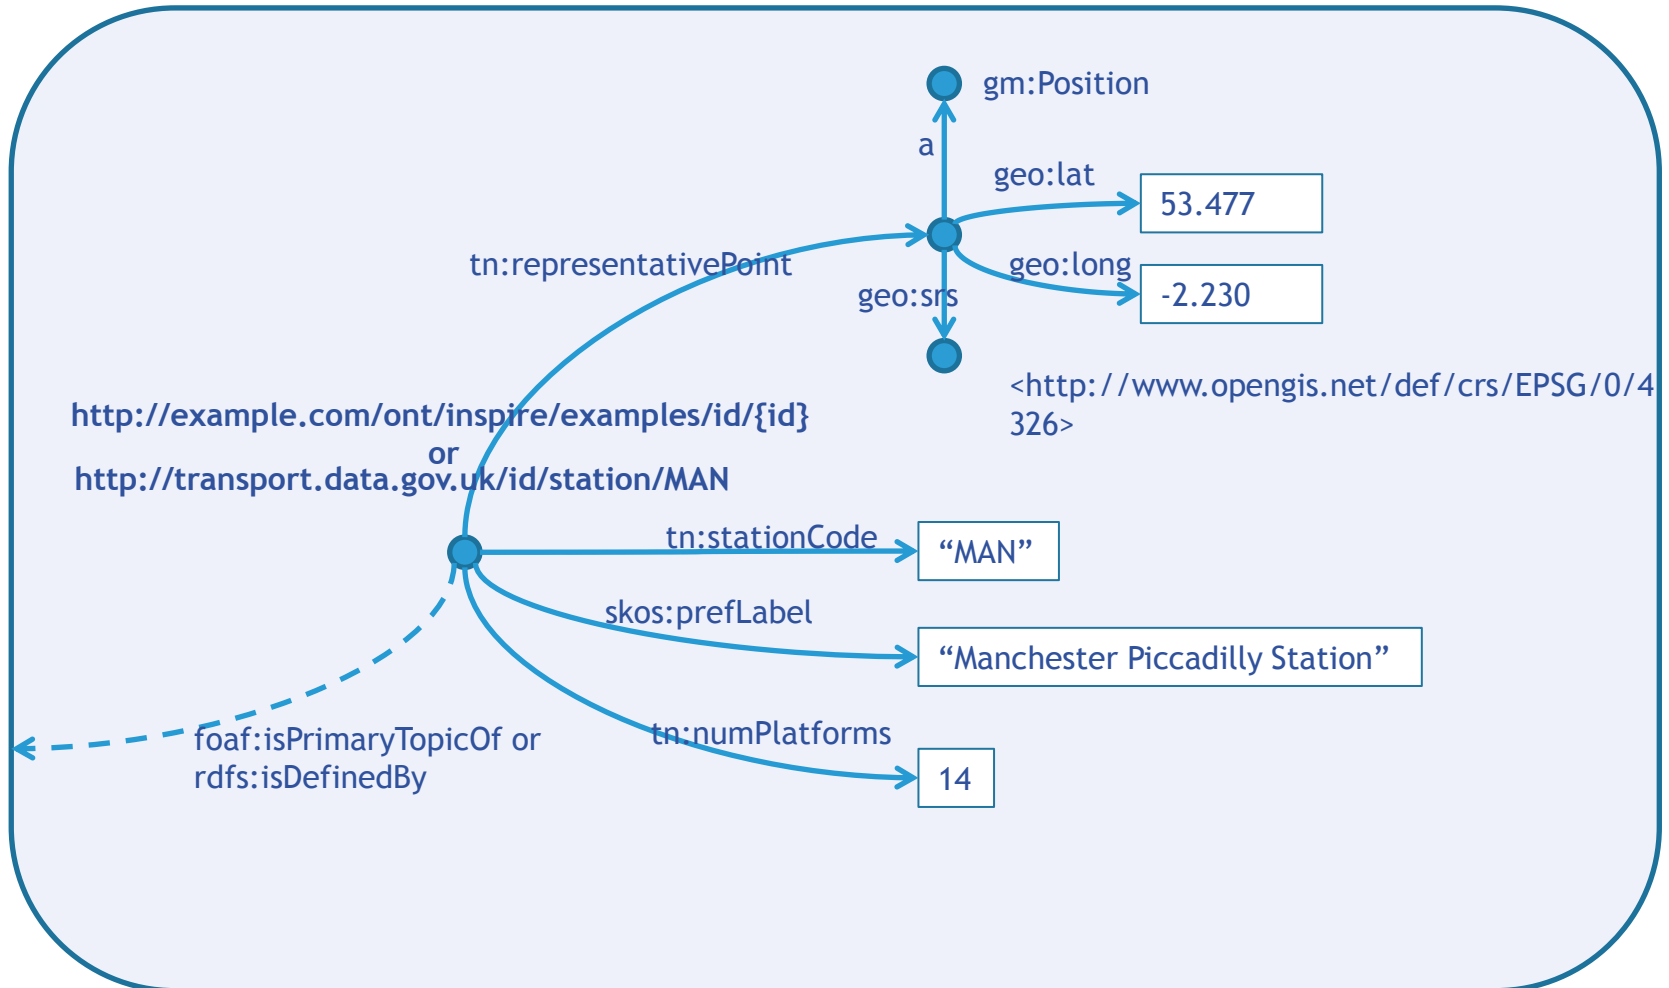 gm:Position
a
geo:lat
53.477
tn:representativePoint
geo:long
geo:srs
-2.230
<http://www.opengis.net/def/crs/EPSG/0/4
326>
http://example.com/ont/inspire/examples/id/{id}
or
http://transport.data.gov.uk/id/station/MAN
tn:stationCode
“MAN”
skos:prefLabel
“Manchester Piccadilly Station”
foaf:isPrimaryTopicOf or
rdfs:isDefinedBy
tn:numPlatforms
14